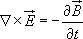 ∇×E⃗ = −∂B⃗/∂t